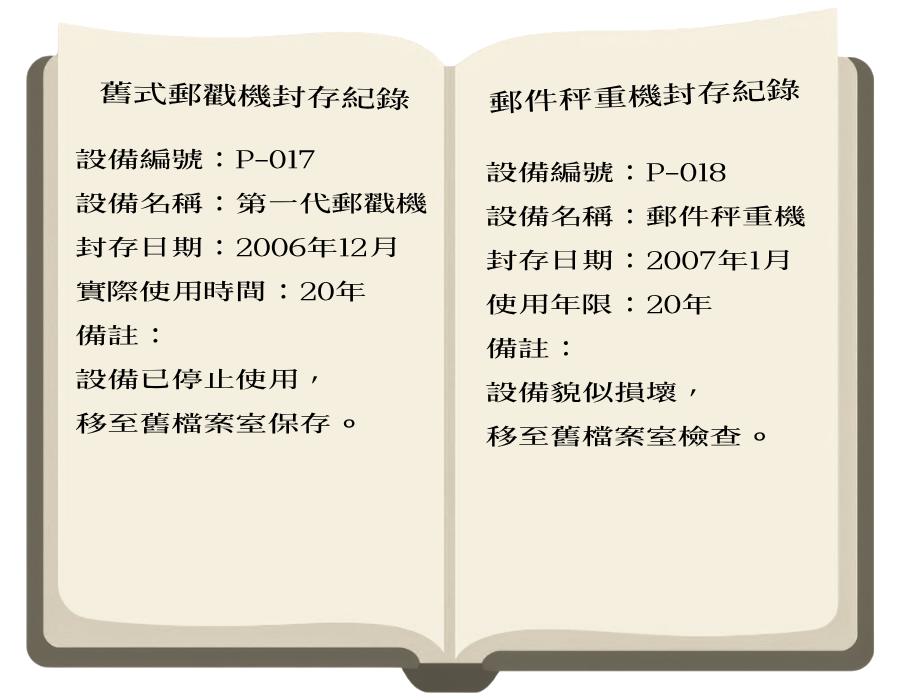 舊式郵戳機封存紀錄
設備編號：P-017
設備名稱：第一代郵戳機
封存日期：2006年12月
實際使用時間：20年
備註：
設備已停止使用，
移至舊檔案室保存。
郵件秤重機封存紀錄
設備編號：P-018
設備名稱：郵件秤重機
封存日期：2007年1月
使用年限：20年
備註：
設備貌似損壞，
移至舊檔案室檢查。